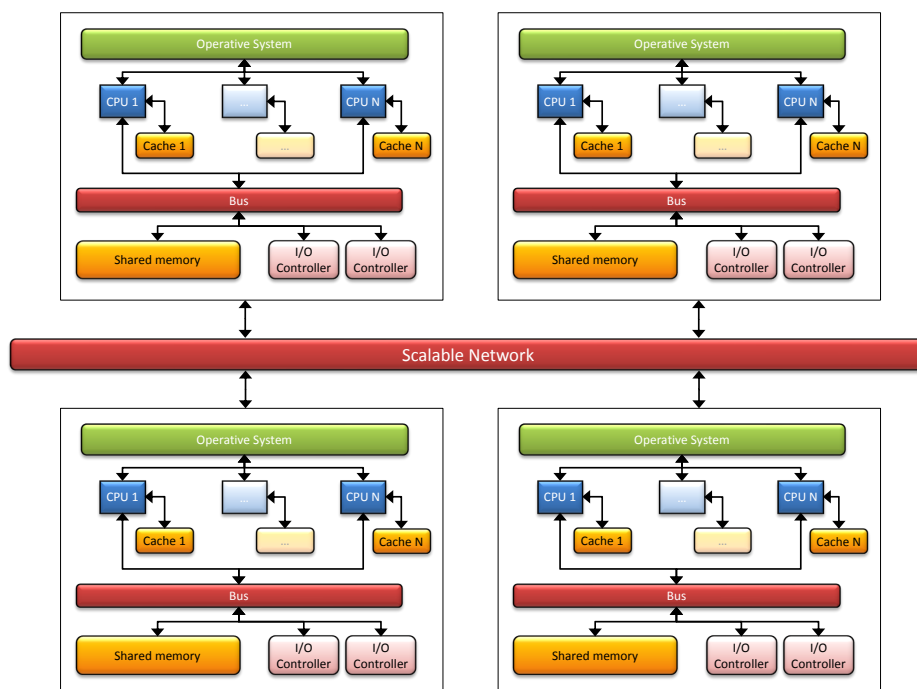 Operative System
CPU 1
...
CPU N
Cache 1
...
Cache N
Bus
Shared memory
I/O
Controller
I/O
Controller
Operative System
CPU 1
...
CPU N
Cache 1
...
Cache N
Bus
Shared memory
I/O
Controller
I/O
Controller
Scalable Network
Operative System
CPU 1
...
CPU N
Cache 1
...
Cache N
Bus
Shared memory
I/O
Controller
I/O
Controller
Operative System
CPU 1
...
CPU N
Cache 1
...
Cache N
Bus
Shared memory
I/O
Controller
I/O
Controller